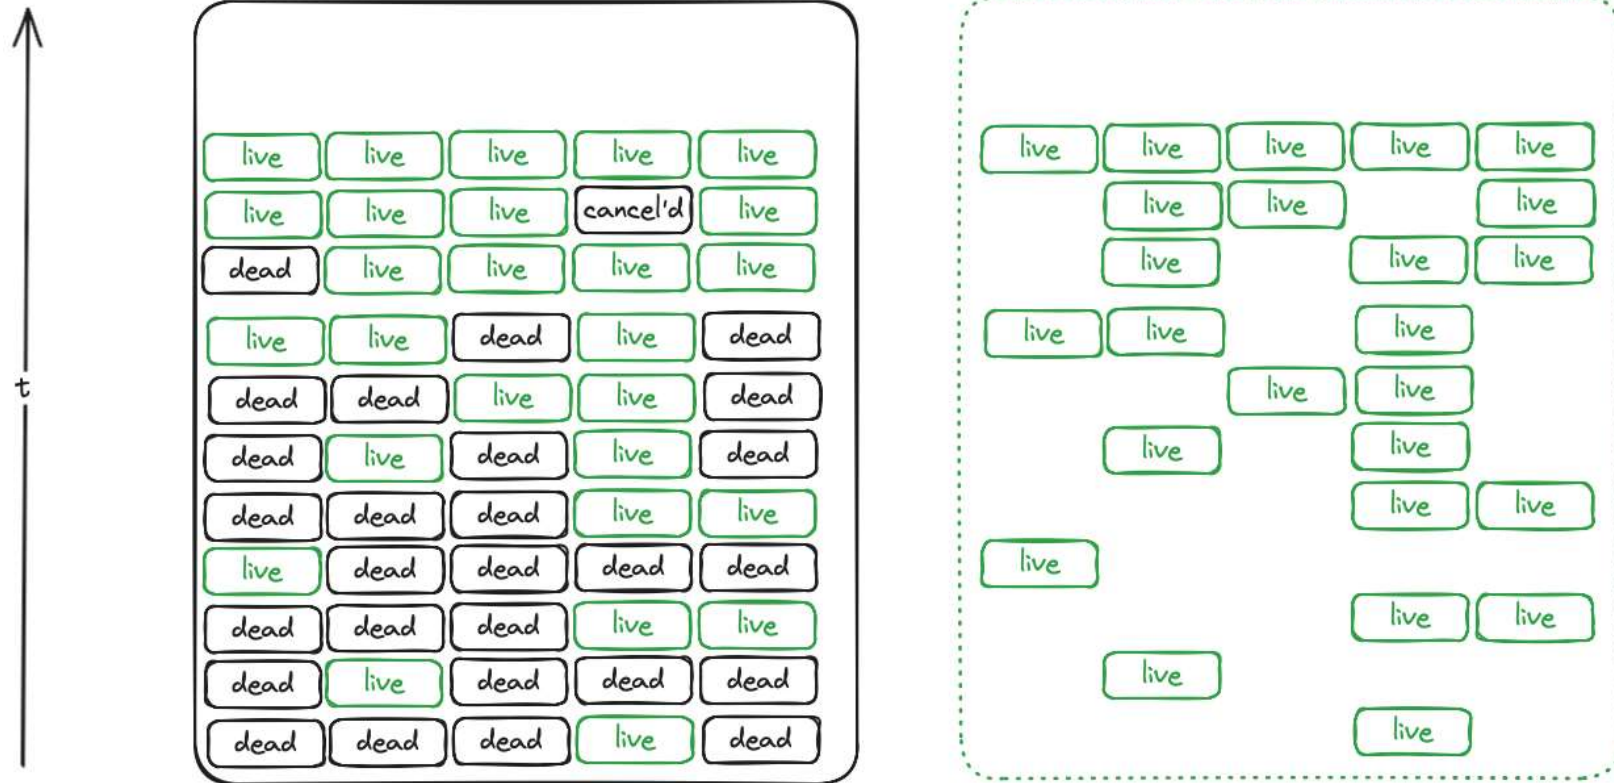 live live live live live
live live live cancel'd live
dead live live live live
live live dead live dead
dead dead live live dead
dead live dead live dead
dead dead dead live live
live dead dead dead dead
dead dead dead live live
dead live dead dead dead
dead dead dead live dead
t
live live live live live
live live live
live live live
live live live
live live
live live
live live
live
live live
live
live